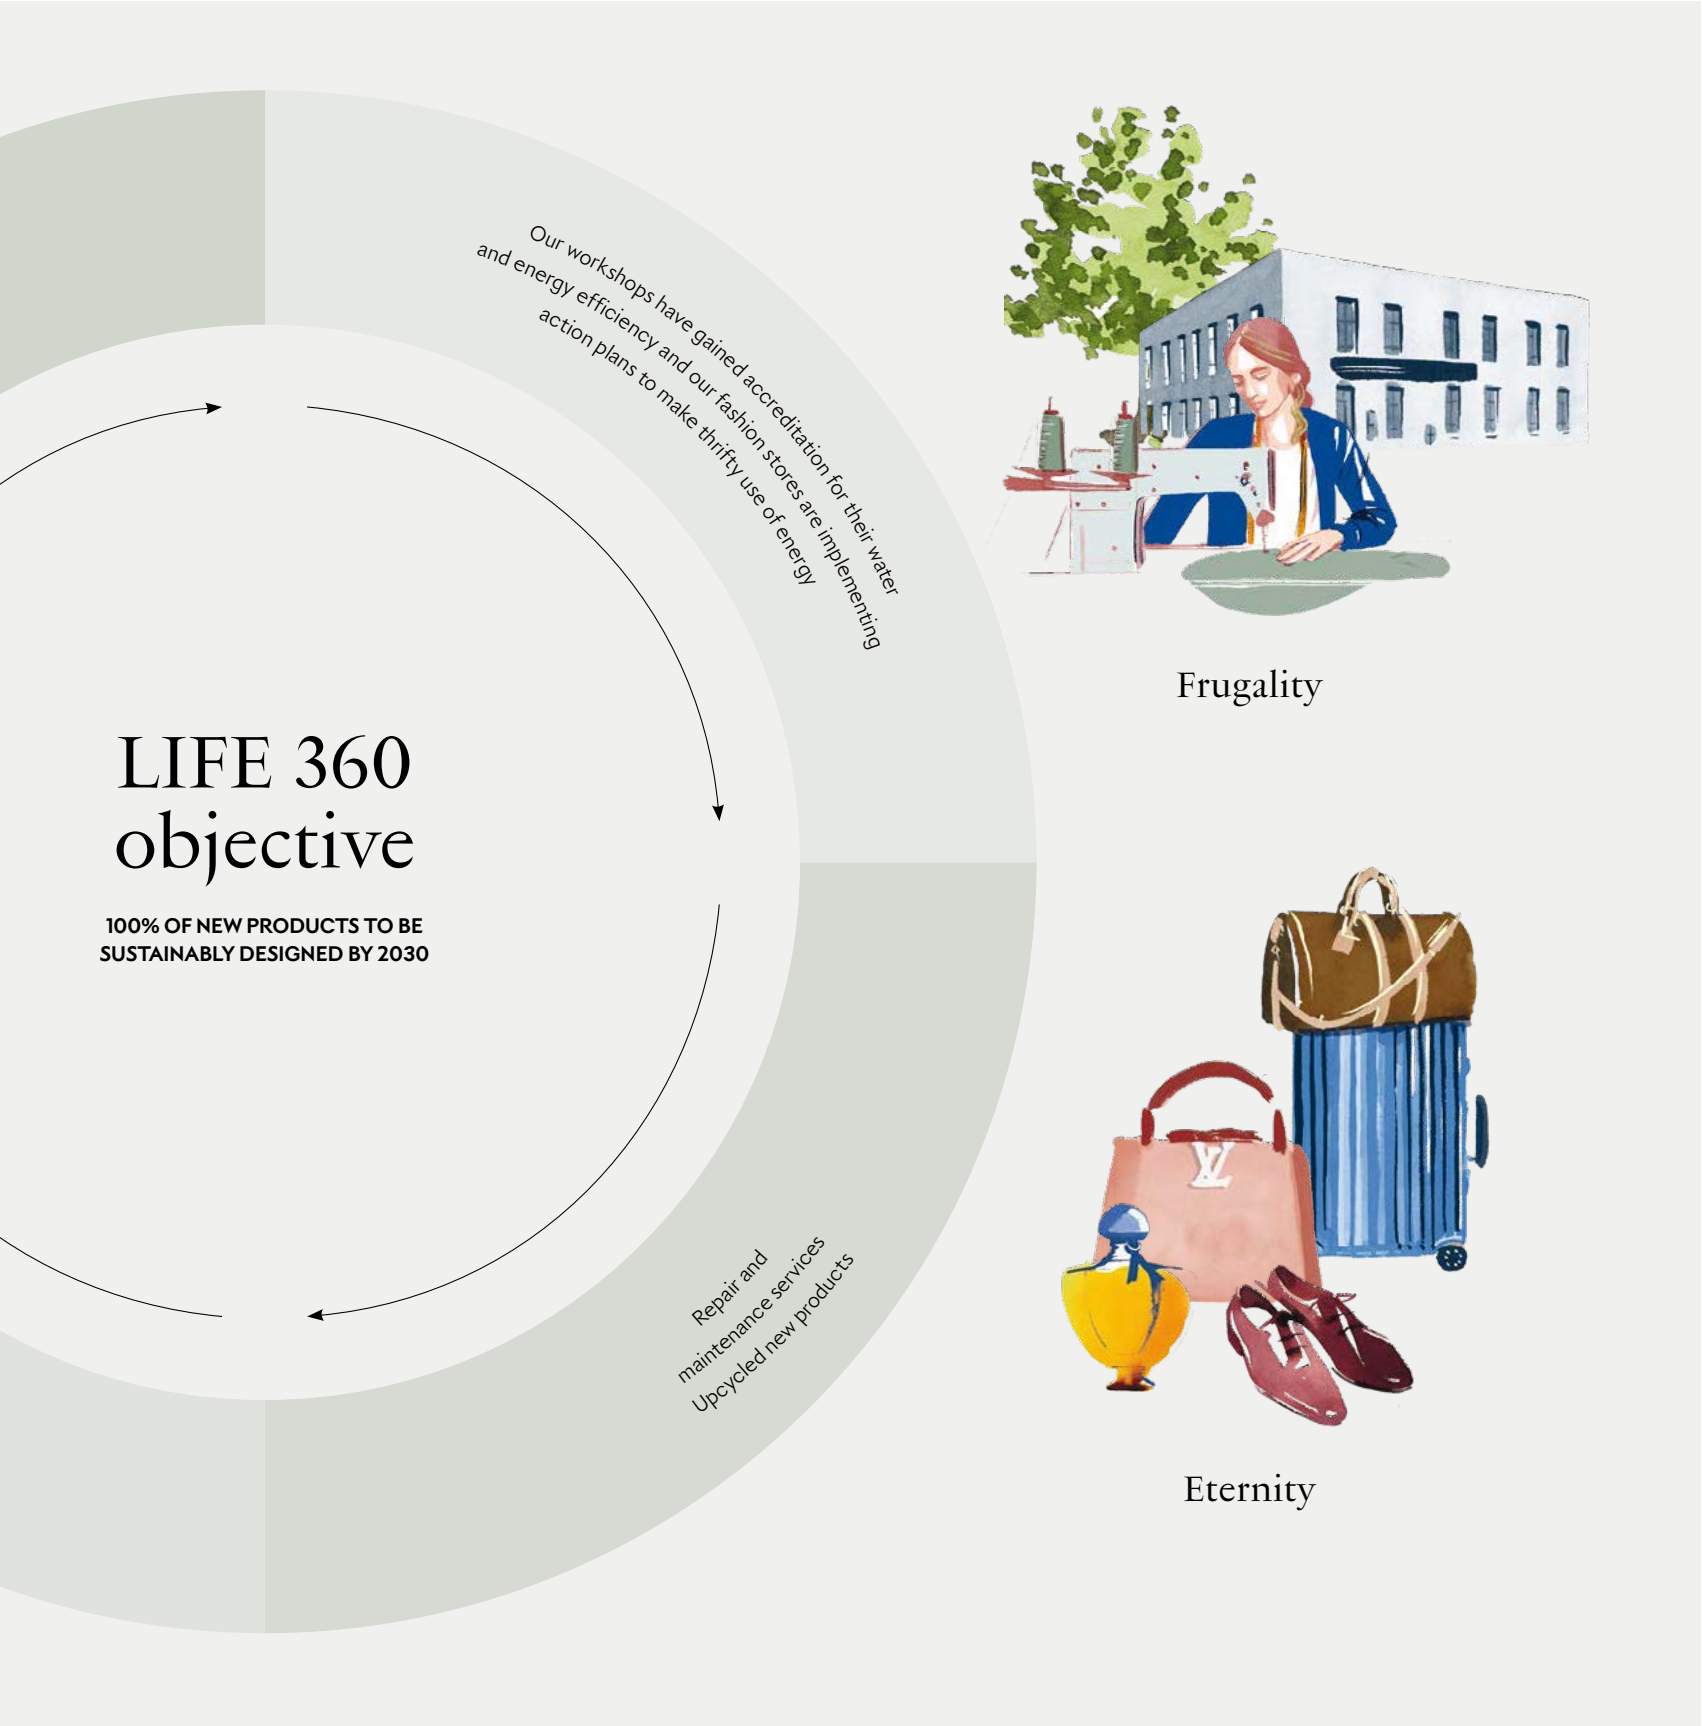 Our workshops have gained accreditation for their water
and energy efficiency and our fashion stores are implementing
action plans to make thrifty use of energy
Frugality
LIFE 360
objective
100% OF NEW PRODUCTS TO BE
SUSTAINABLY DESIGNED BY 2030
LV
Repair and
maintenance services
Upcycled new products
Eternity